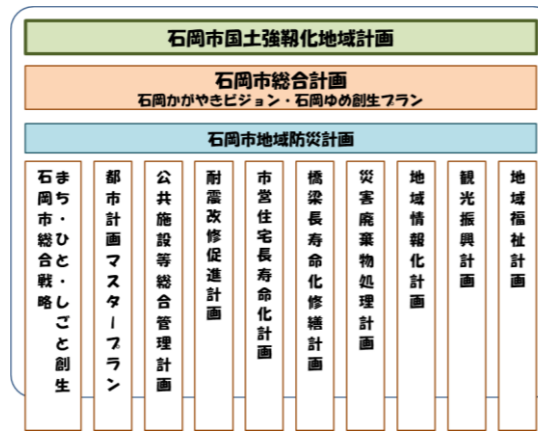 石岡市国土強靱化地域計画
石岡市総合計画
石岡かがやきビジョン・石岡ゆめ創生プラン
石岡市地域防災計画
まち・ひと・しごと創生
石岡市総合戦略
都市計画マスタープラン
公共施設等総合管理計画
耐震改修促進計画
市営住宅長寿命化計画
橋梁長寿命化修繕計画
災害廃棄物処理計画
地域情報化計画
観光振興計画
地域福祉計画